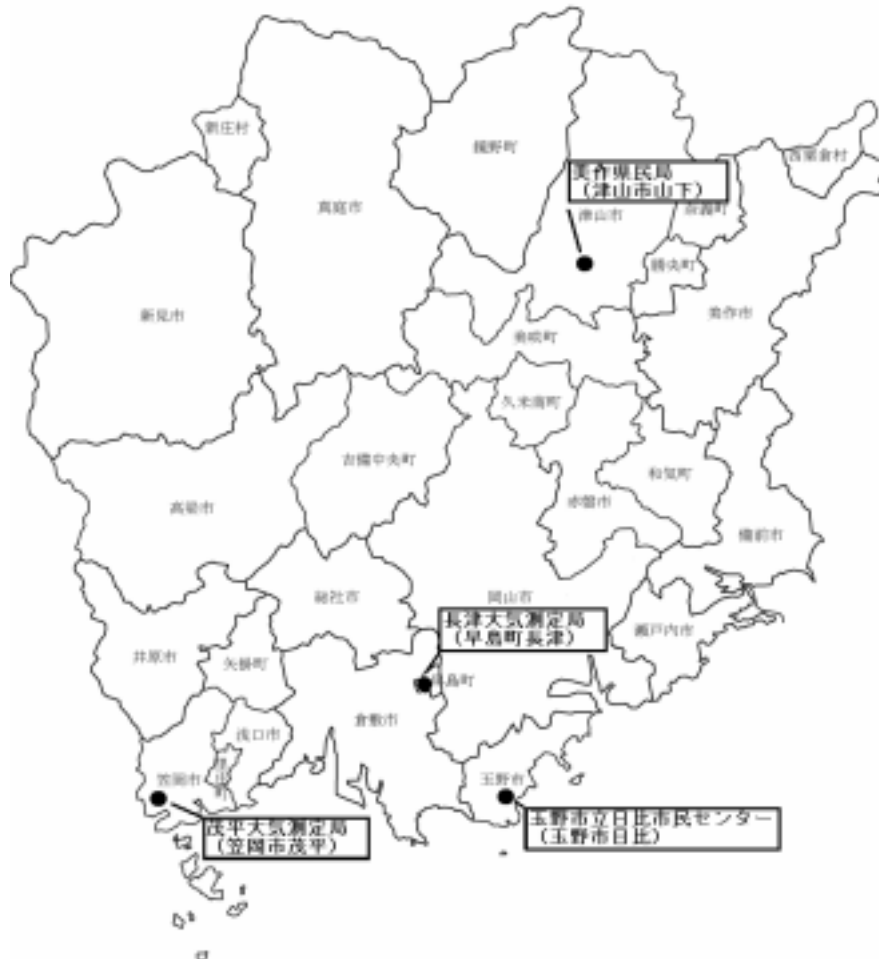 新庄村
鏡野町
西粟倉村
真庭市
美作県民局
（津山市山下）
津山市
奈義町
勝央町
新見市
美咲町
美作市
久米南町
吉備中央町
和気町
高梁市
赤磐市
備前市
総社市
岡山市
長津大気測定局
（早島町長津）
瀬戸内市
井原市
矢掛町
早島町
倉敷市
浅口市
里庄町
笠岡市
玉野市
茂平大気測定局
（笠岡市茂平）
玉野市立日比市民センター
（玉野市日比）